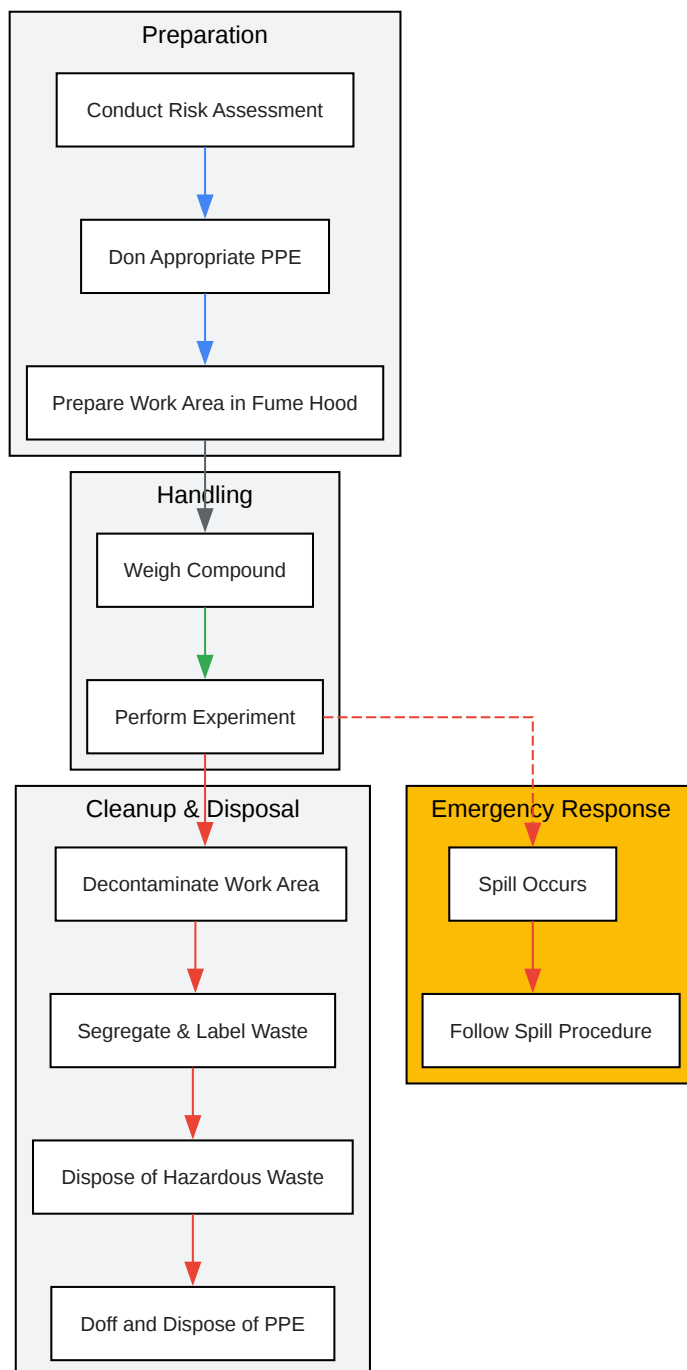 Preparation
Conduct Risk Assessment
Don Appropriate PPE
Prepare Work Area in Fume Hood
Handling
Weigh Compound
Perform Experiment
Cleanup & Disposal
Decontaminate Work Area
Segregate & Label Waste
Dispose of Hazardous Waste
Doff and Dispose of PPE
Emergency Response
Spill Occurs
Follow Spill Procedure